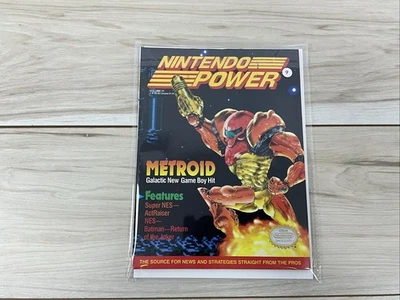 NINTENDO
POWER
METROID
Galactic New Game Boy Hit
Features
Super NES—
ActRaiser
NES—
Batman—Return
of the Joker
THE SOURCE FOR NEWS AND STRATEGIES STRAIGHT FROM THE PROS